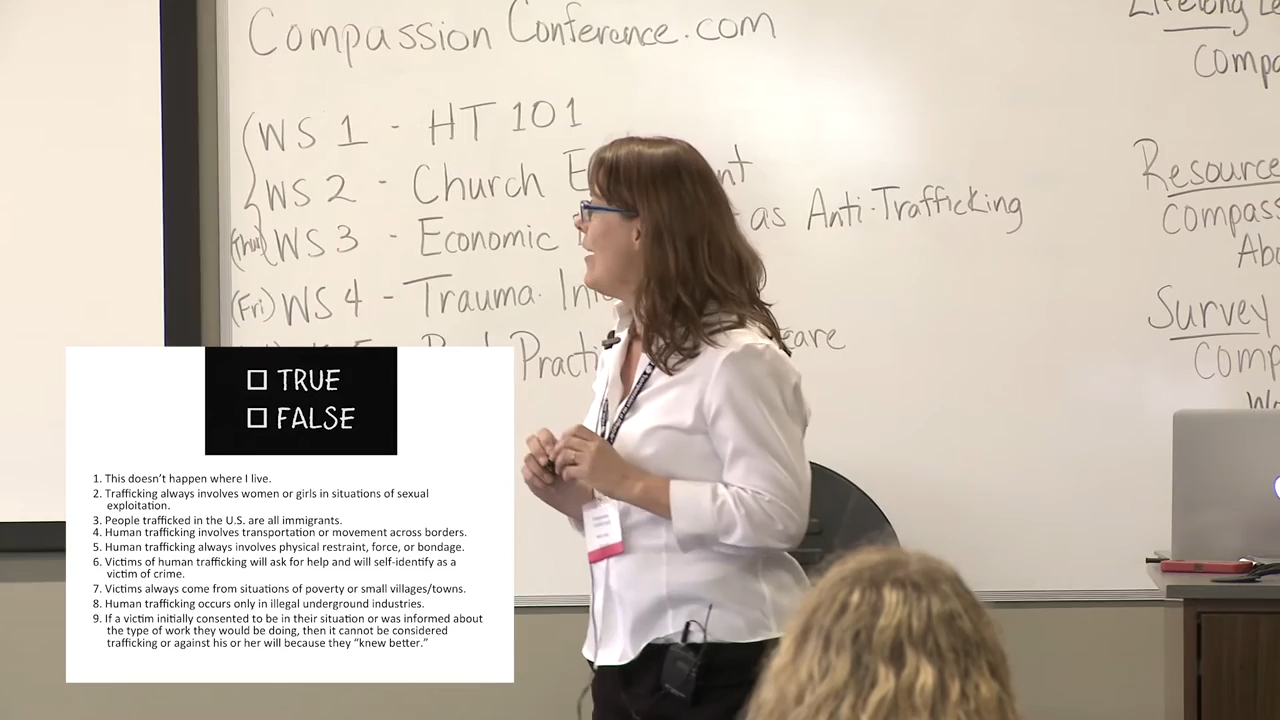 Compassion Conference.com
WS 1 - HT 101
WS 2 - Church
(Thu) WS 3 - Economic as Anti-Trafficking
(Fri) WS 4 - Trauma
Resource
Survey
TRUE
FALSE
1. This doesn't happen where I live.
2. Trafficking always involves women or girls in situations of sexual
exploitation.
3. People trafficked in the U.S. are all immigrants.
4. Human trafficking involves transportation or movement across borders.
5. Human trafficking always involves physical restraint, force, or bondage.
6. Victims of human trafficking will ask for help and will self-identify as a
victim of crime.
7. Victims always come from situations of poverty or small villages/towns.
8. Human trafficking occurs only in illegal underground industries.
9. If a victim initially consented to be in their situation or was informed about
the type of work they would be doing, then it cannot be considered
trafficking or against his or her will because they “knew better.”